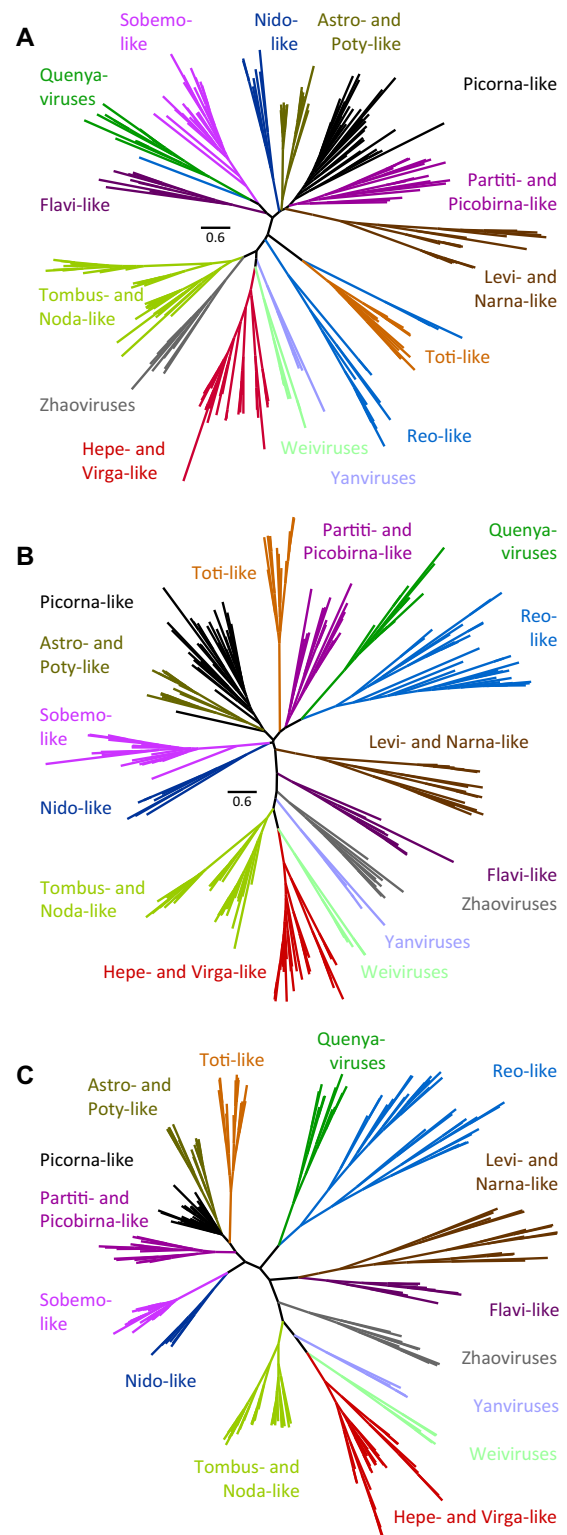 A
Sobemo-
like
Nido-
like
Astro- and
Poty-like
Quenya-
viruses
Picorna-like
Flavi-like
Partiti- and
Picobirna-like
0.6
Levi- and
Narna-like
Tombus- and
Noda-like
Toti-like
Zhaoviruses
Reo-like
Hepe- and
Virga-like
Weiviruses
Yanviruses
B
Partiti- and
Picobirna-like
Quenya-
viruses
Toti-like
Picorna-like
Reo-
like
Astro- and
Poty-like
Sobemo-
like
Levi- and Narna-like
Nido-like
0.6
Flavi-like
Tombus- and
Noda-like
Zhaoviruses
Yanviruses
Hepe- and Virga-like
Weiviruses
C
Toti-like
Quenya-
viruses
Reo-like
Astro- and
Poty-like
Picorna-like
Levi- and
Narna-like
Partiti- and
Picobirna-like
Sobemo-
like
Flavi-like
Nido-like
Zhaoviruses
Yanviruses
Tombus- and
Noda-like
Weiviruses
Hepe- and Virga-like